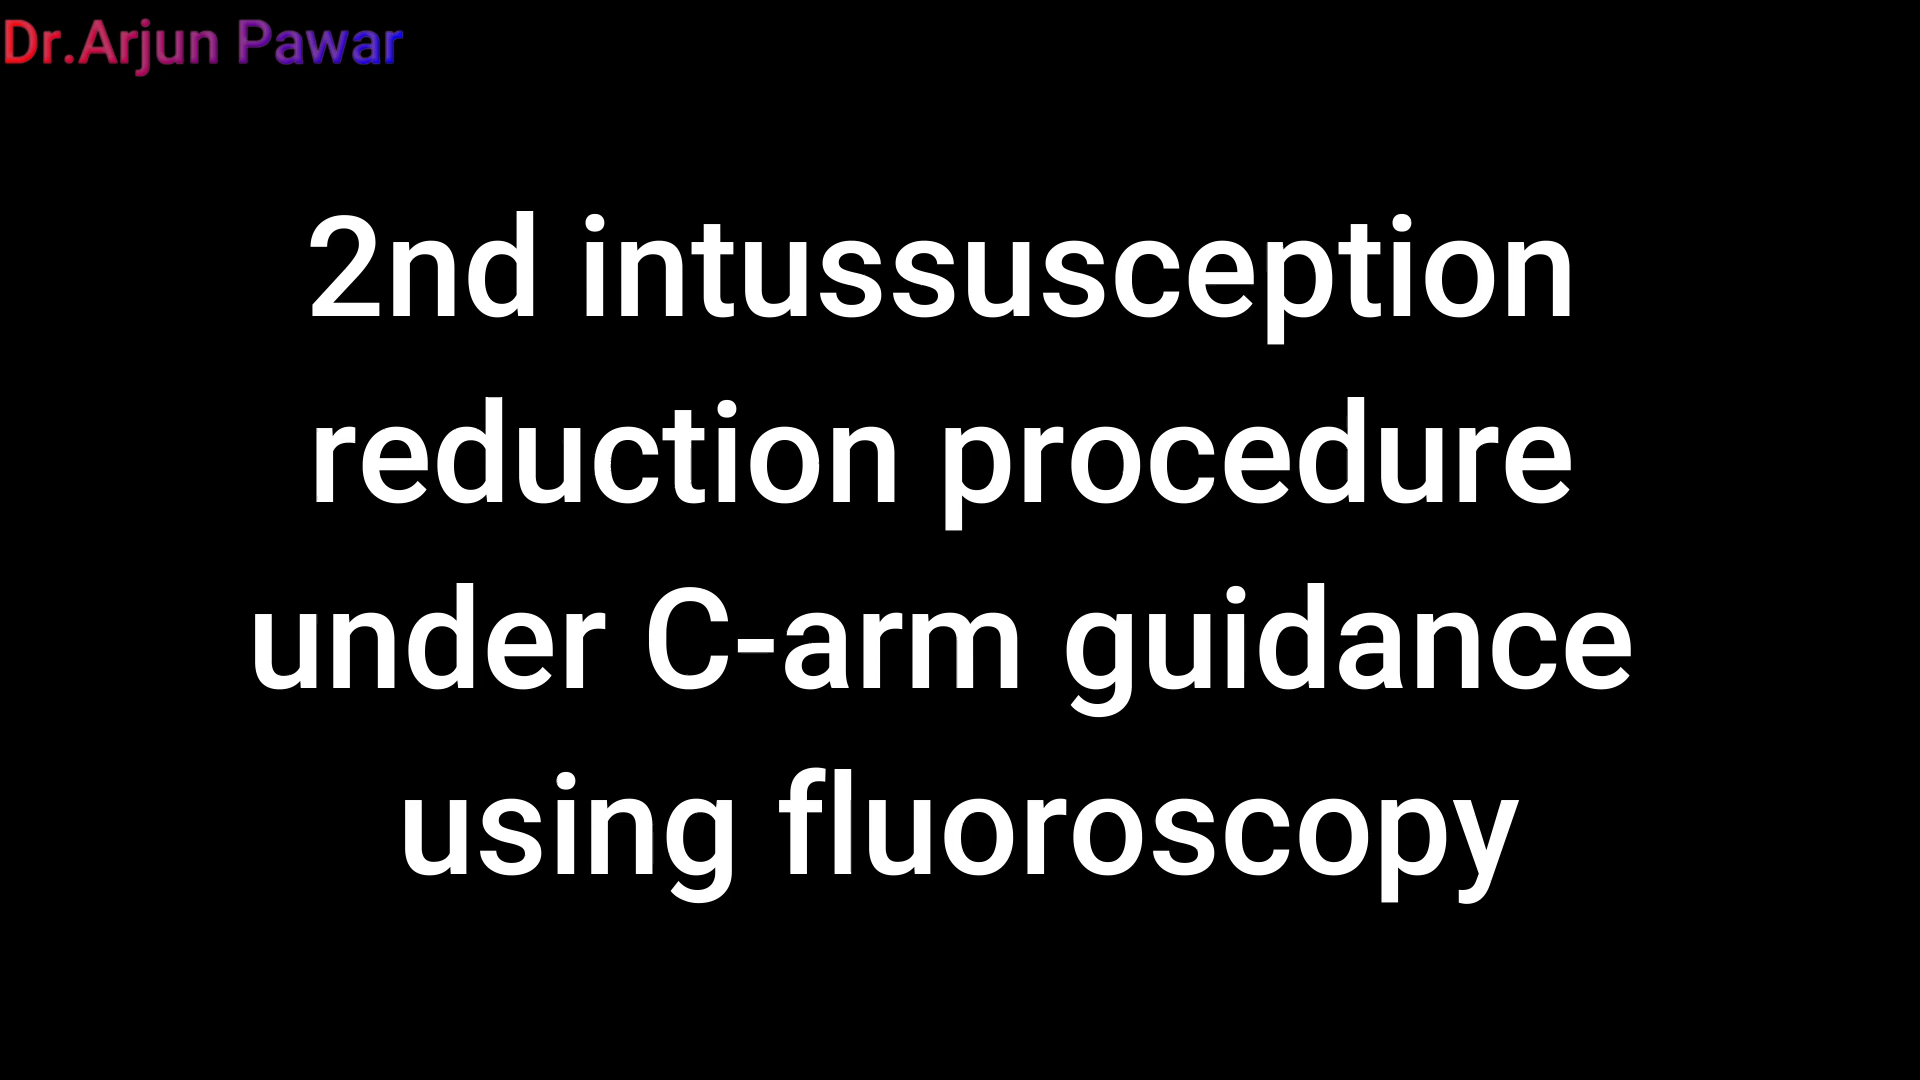 Dr.Arjun Pawar
2nd intussusception
reduction procedure
under C-arm guidance
using fluoroscopy